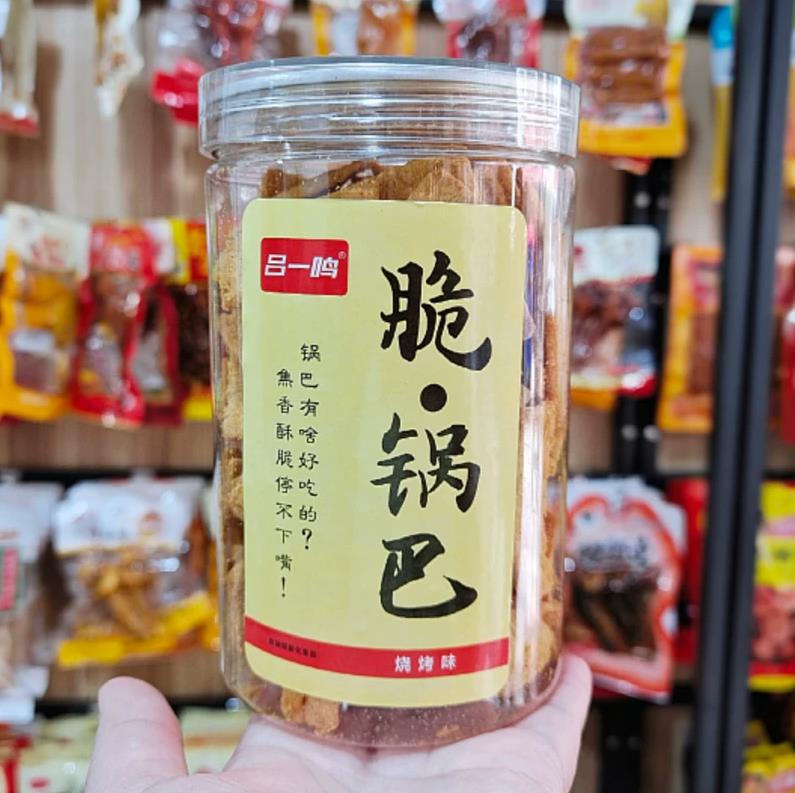 吕一鸣®
脆·锅巴
锅巴有啥好吃的？
焦香酥脆停不下嘴！
烧烤味